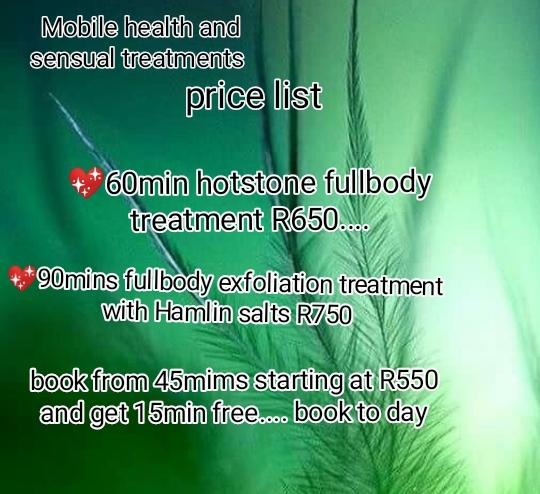 Mobile health and
sensual treatments
price list
💖60min hotstone fullbody
treatment R650....
💖90mins fullbody exfoliation treatment
with Hamlin salts R750
book from 45mims starting at R550
and get 15min free.... book to day